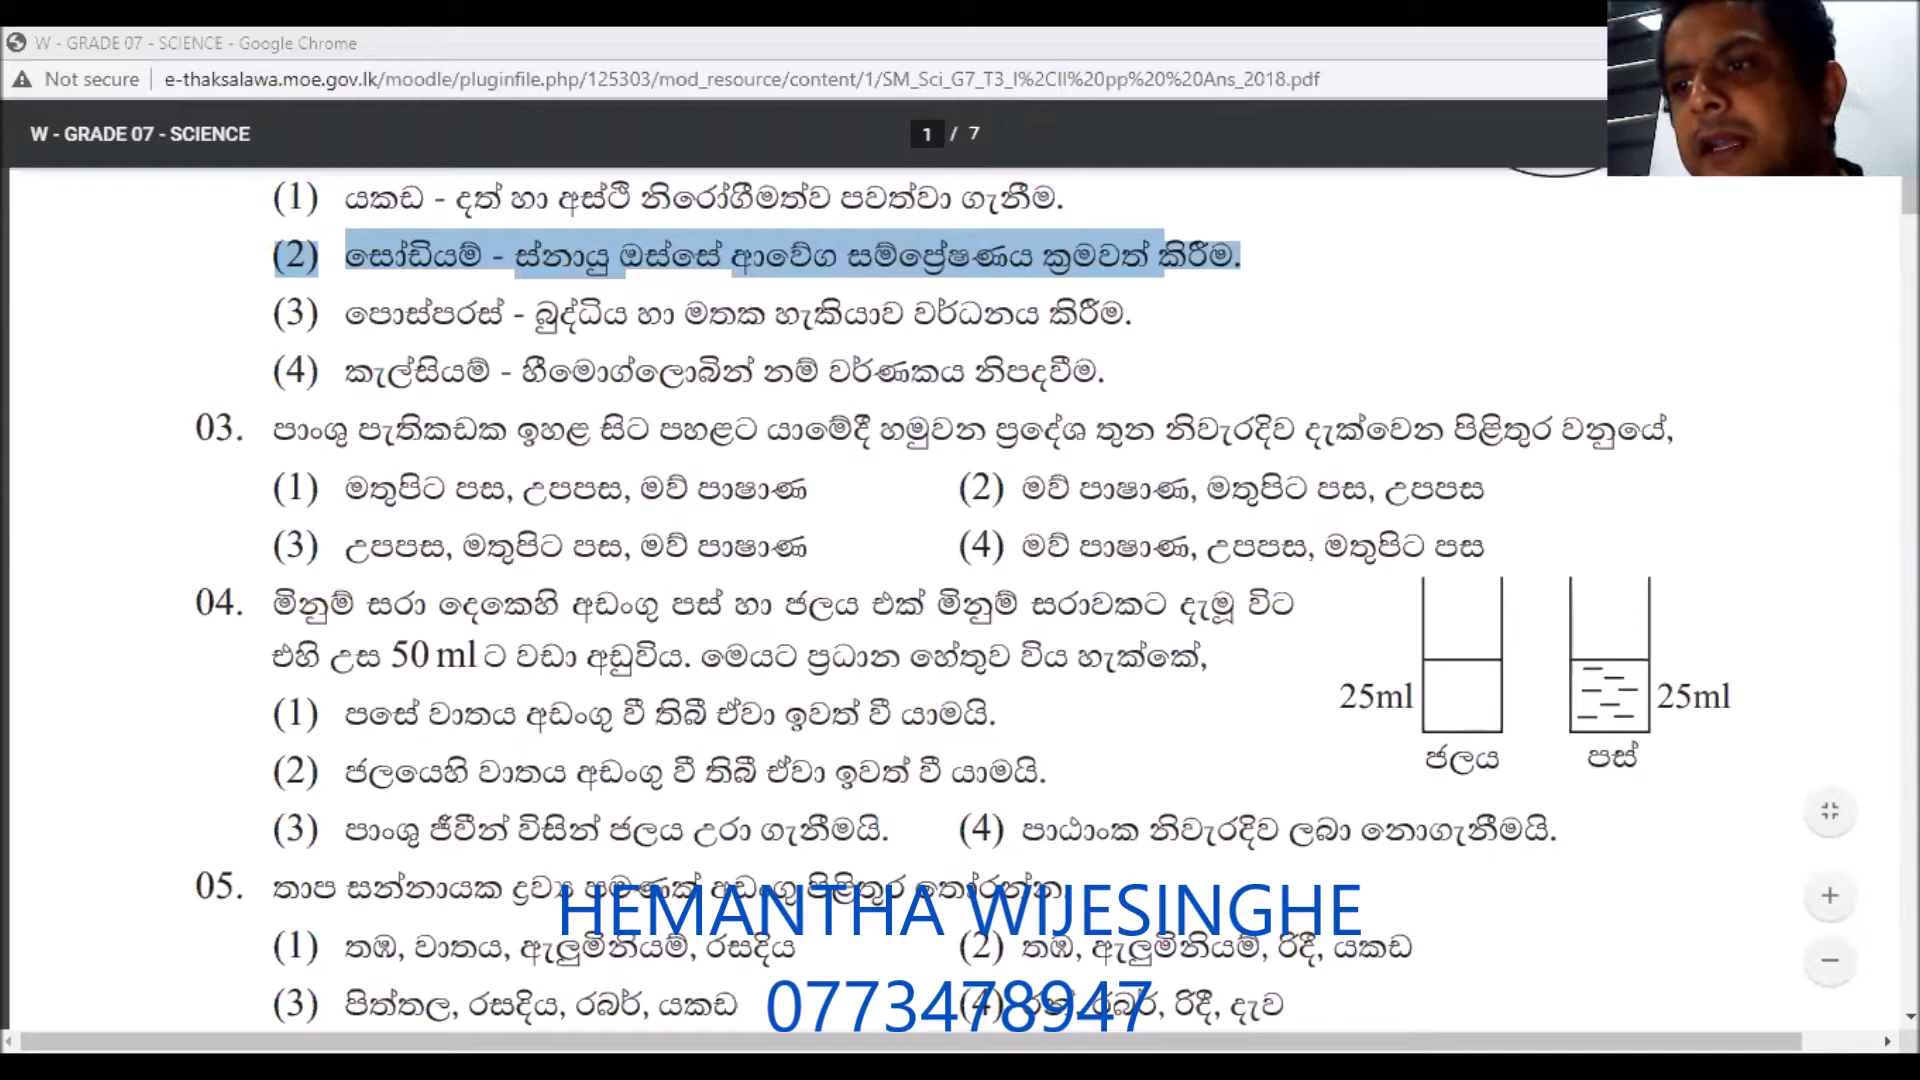 W - GRADE 07 - SCIENCE - Google Chrome
Not secure | e-thaksalawa.moe.gov.lk/moodle/pluginfile.php/125303/mod_resource/content/1/SM_Sci_G7_T3_I%2CII%20pp%20%20Ans_2018.pdf
W - GRADE 07 - SCIENCE 1 / 7
(1) යකඩ - දත් හා අස්ථි නිරෝගීමත්ව පවත්වා ගැනීම.
(2) සෝඩියම් - ස්නායු ඔස්සේ ආවේග සම්ප්‍රේෂණය ක්‍රමවත් කිරීම.
(3) පොස්පරස් - බුද්ධිය හා මතක හැකියාව වර්ධනය කිරීම.
(4) කැල්සියම් - හීමොග්ලොබින් නම් වර්ණකය නිපදවීම.
03. පාංශු පැතිකඩක ඉහළ සිට පහළට යාමේදී හමුවන ප්‍රදේශ තුන නිවැරදිව දැක්වෙන පිළිතුර වනුයේ,
(1) මතුපිට පස, උපපස, මව් පාෂාණ (2) මව් පාෂාණ, මතුපිට පස, උපපස
(3) උපපස, මතුපිට පස, මව් පාෂාණ (4) මව් පාෂාණ, උපපස, මතුපිට පස
04. මිනුම් සරා දෙකෙහි අඩංගු පස් හා ජලය එක් මිනුම් සරාවකට දැමූ විට
එහි උස 50 ml ට වඩා අඩුවිය. මෙයට ප්‍රධාන හේතුව විය හැක්කේ,
25ml 25ml
ජලය පස්
(1) පසේ වාතය අඩංගු වී තිබී ඒවා ඉවත් වී යාමයි.
(2) ජලයෙහි වාතය අඩංගු වී තිබී ඒවා ඉවත් වී යාමයි.
(3) පාංශු ජීවීන් විසින් ජලය උරා ගැනීමයි. (4) පාඨාංක නිවැරදිව ලබා නොගැනීමයි.
05. තාප සන්නායක ද්‍රව්‍ය පමණක් අඩංගු පිළිතුර තෝරන්න.
HEMANTHA WIJESINGHE
(1) තඹ, වාතය, ඇලුමිනියම්, රසදිය (2) තඹ, ඇලුමිනියම්, රිදී, යකඩ
(3) පිත්තල, රසදිය, රබර්, යකඩ (4) රබර්, රිදී, දැව
0773478947